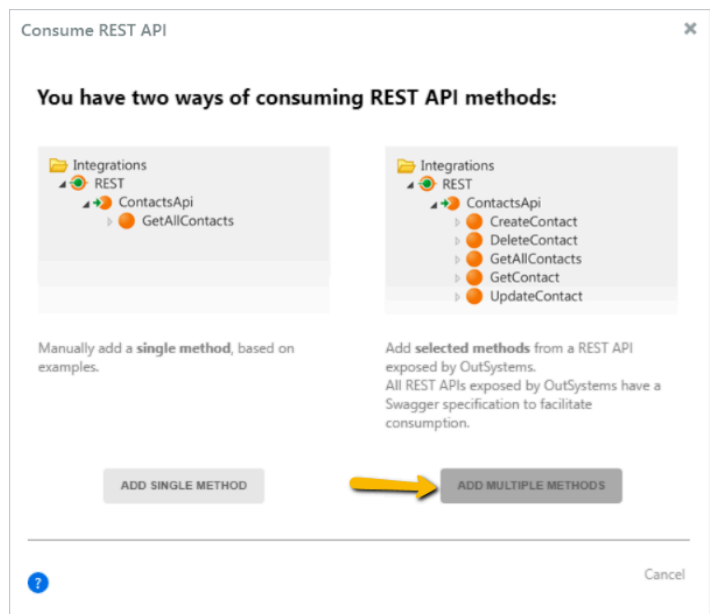 Consume REST API
You have two ways of consuming REST API methods:
Integrations
REST
ContactsApi
GetAllContacts
Integrations
REST
ContactsApi
CreateContact
DeleteContact
GetAllContacts
GetContact
UpdateContact
Manually add a single method, based on
examples.
Add selected methods from a REST API
exposed by OutSystems.
All REST APIs exposed by OutSystems have a
Swagger specification to facilitate
consumption.
ADD SINGLE METHOD
ADD MULTIPLE METHODS
?
Cancel